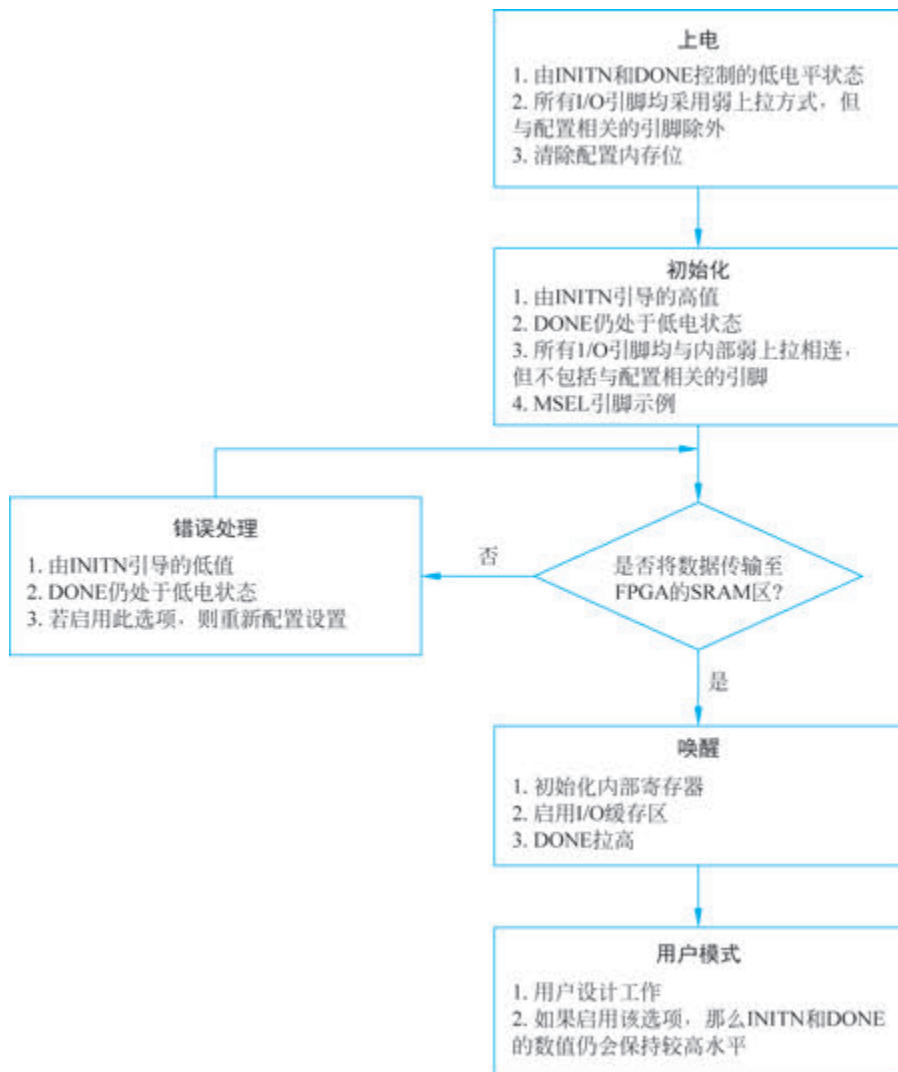 上电
1. 由INITN和DONE控制的低电平状态
2. 所有I/O引脚均采用弱上拉方式，但
与配置相关的引脚除外
3. 清除配置内存位
初始化
1. 由INITN引导的高值
2. DONE仍处于低电状态
3. 所有I/O引脚均与内部弱上拉相连，
但不包括与配置相关的引脚
4. MSEL引脚示例
错误处理
1. 由INITN引导的低值
2. DONE仍处于低电状态
3. 若启用此选项，则重新配置设置
否
是否将数据传输至
FPGA的SRAM区?
是
唤醒
1. 初始化内部寄存器
2. 启用I/O缓存区
3. DONE拉高
用户模式
1. 用户设计工作
2. 如果启用该选项，那么INITN和DONE
的数值仍会保持较高水平